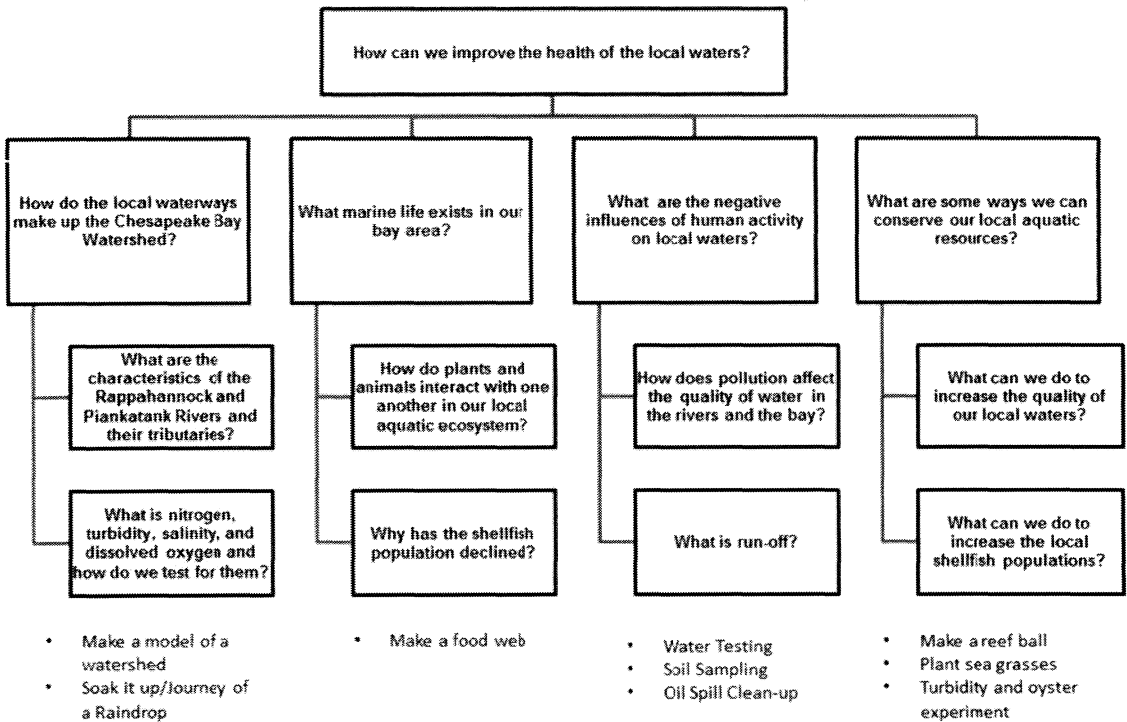 How can we improve the health of the local waters?
How do the local waterways
make up the Chesapeake Bay
Watershed?
What marine life exists in our
bay area?
What are the negative
influences of human activity
on local waters?
What are some ways we can
conserve our local aquatic
resources?
What are the
characteristics of the
Rappahannock and
Piankatank Rivers and
their tributaries?
How do plants and
animals interact with one
another in our local
aquatic ecosystem?
How does pollution affect
the quality of water in
the rivers and the bay?
What can we do to
increase the quality of
our local waters?
What is nitrogen,
turbidity, salinity, and
dissolved oxygen and
how do we test for them?
Why has the shellfish
population declined?
What is run-off?
What can we do to
increase the local
shellfish populations?
• Make a model of a
watershed
• Soak it up/Journey of
a Raindrop
• Make a food web
• Water Testing
• Soil Sampling
• Oil Spill Clean-up
• Make a reef ball
• Plant sea grasses
• Turbidity and oyster
experiment